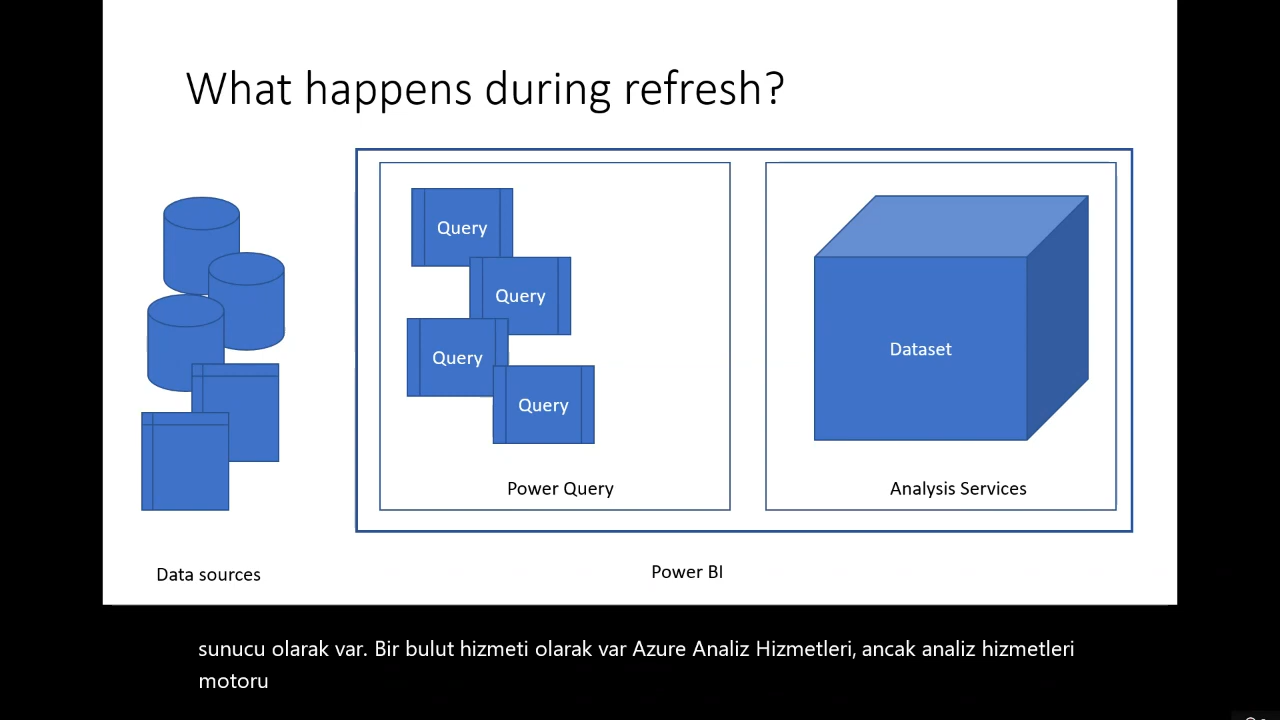 What happens during refresh?
Query
Query
Query
Query
Dataset
Power Query
Analysis Services
Data sources
Power BI
sunucu olarak var. Bir bulut hizmeti olarak var Azure Analiz Hizmetleri, ancak analiz hizmetleri
motoru